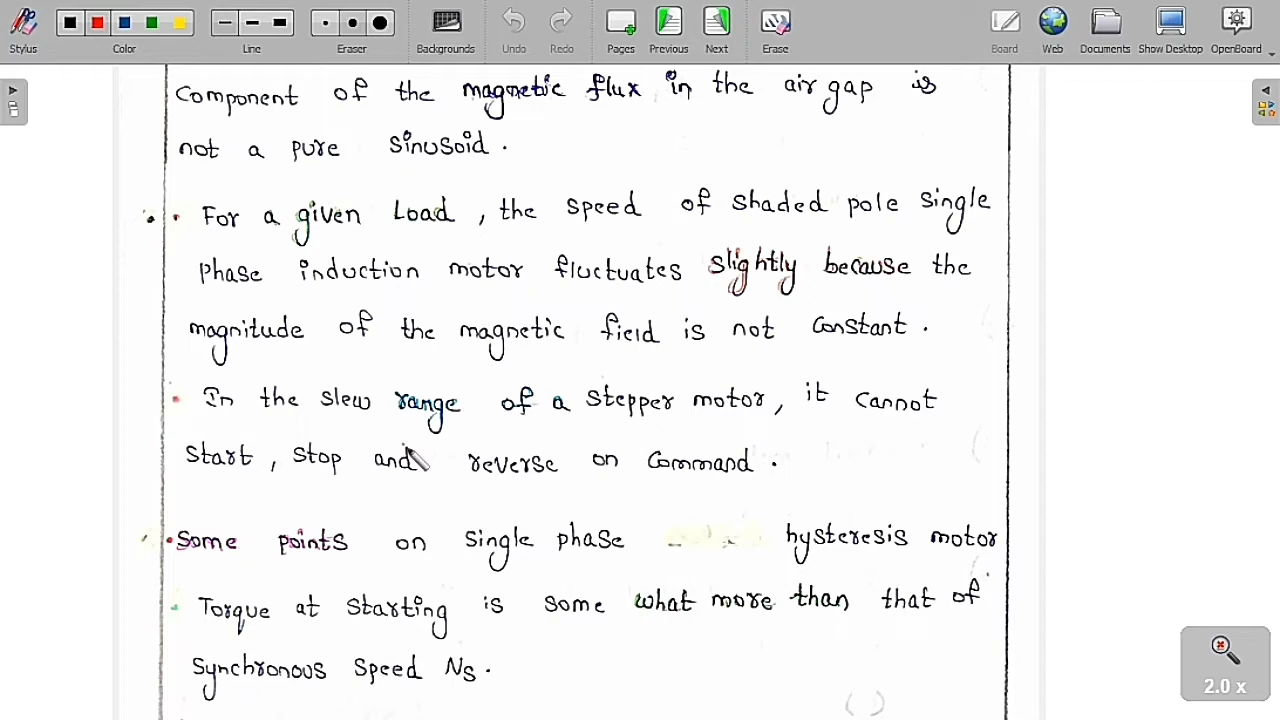 Stylus
Color
Line
Eraser
Backgrounds
Undo
Redo
Pages
Previous
Next
Erase
Board
Web
Documents
Show Desktop
OpenBoard
Component of the magnetic flux in the air gap is
not a pure sinusoid.
• For a given Load, the speed of shaded pole single
phase induction motor fluctuates slightly because the
magnitude of the magnetic field is not constant.
• In the slew range of a stepper motor, it cannot
start, stop and reverse on command.
• Some points on single phase hysteresis motor
• Torque at starting is some what more than that of
synchronous speed Ns.
2.0 x